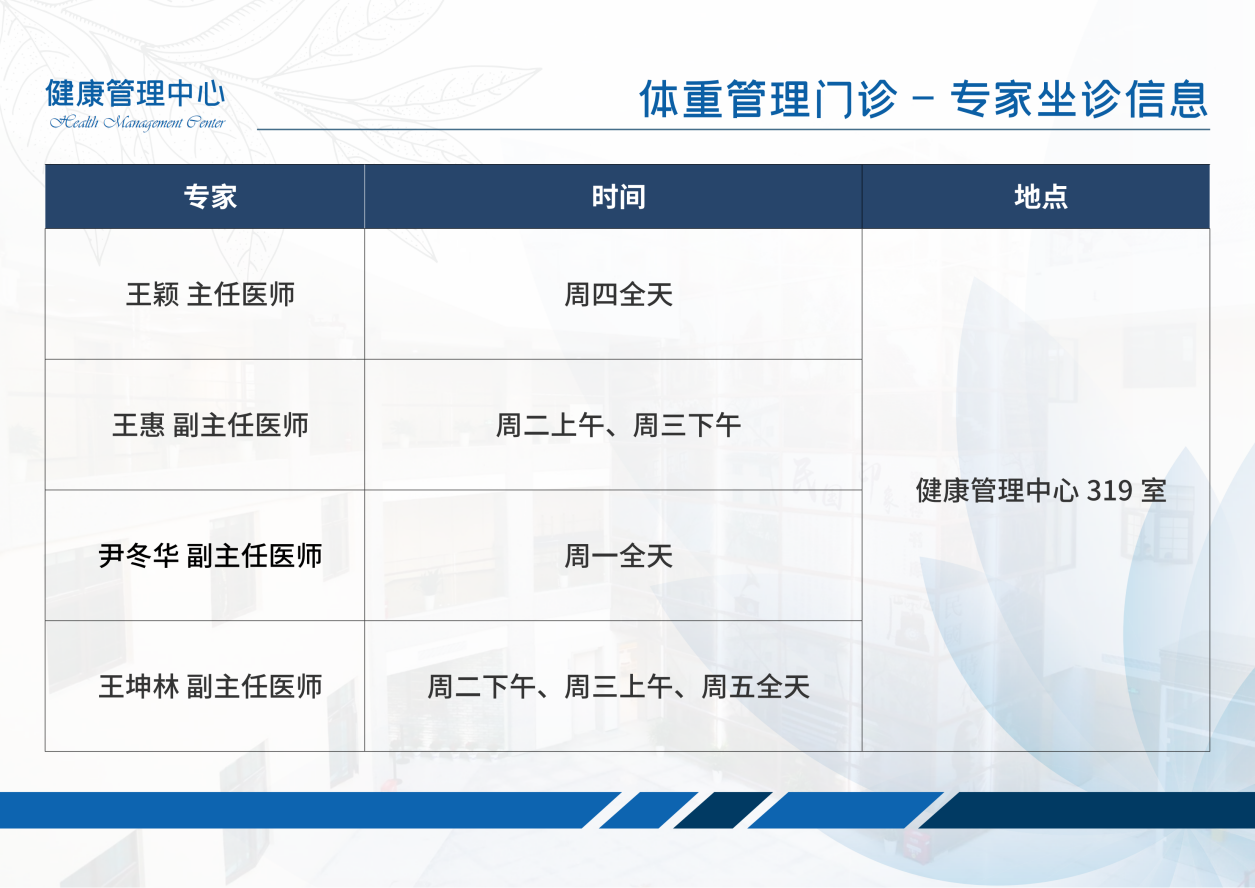 健康管理中心
Health Management Center
体重管理门诊 – 专家坐诊信息
专家 时间 地点
王颖 主任医师 周四全天
王惠 副主任医师 周二上午、周三下午
健康管理中心 319 室
尹冬华 副主任医师 周一全天
王坤林 副主任医师 周二下午、周三上午、周五全天